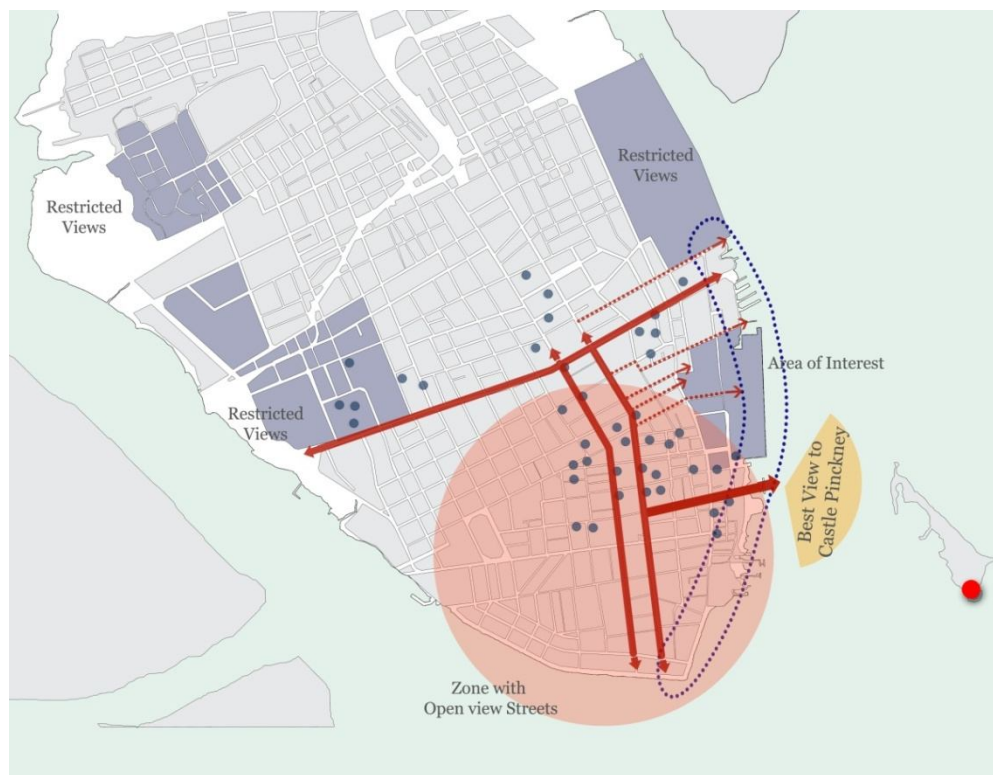 Restricted
Views
Restricted
Views
Area of Interest
Restricted
Views
Best View to
Castle Pinckney
Zone with
Open view Streets